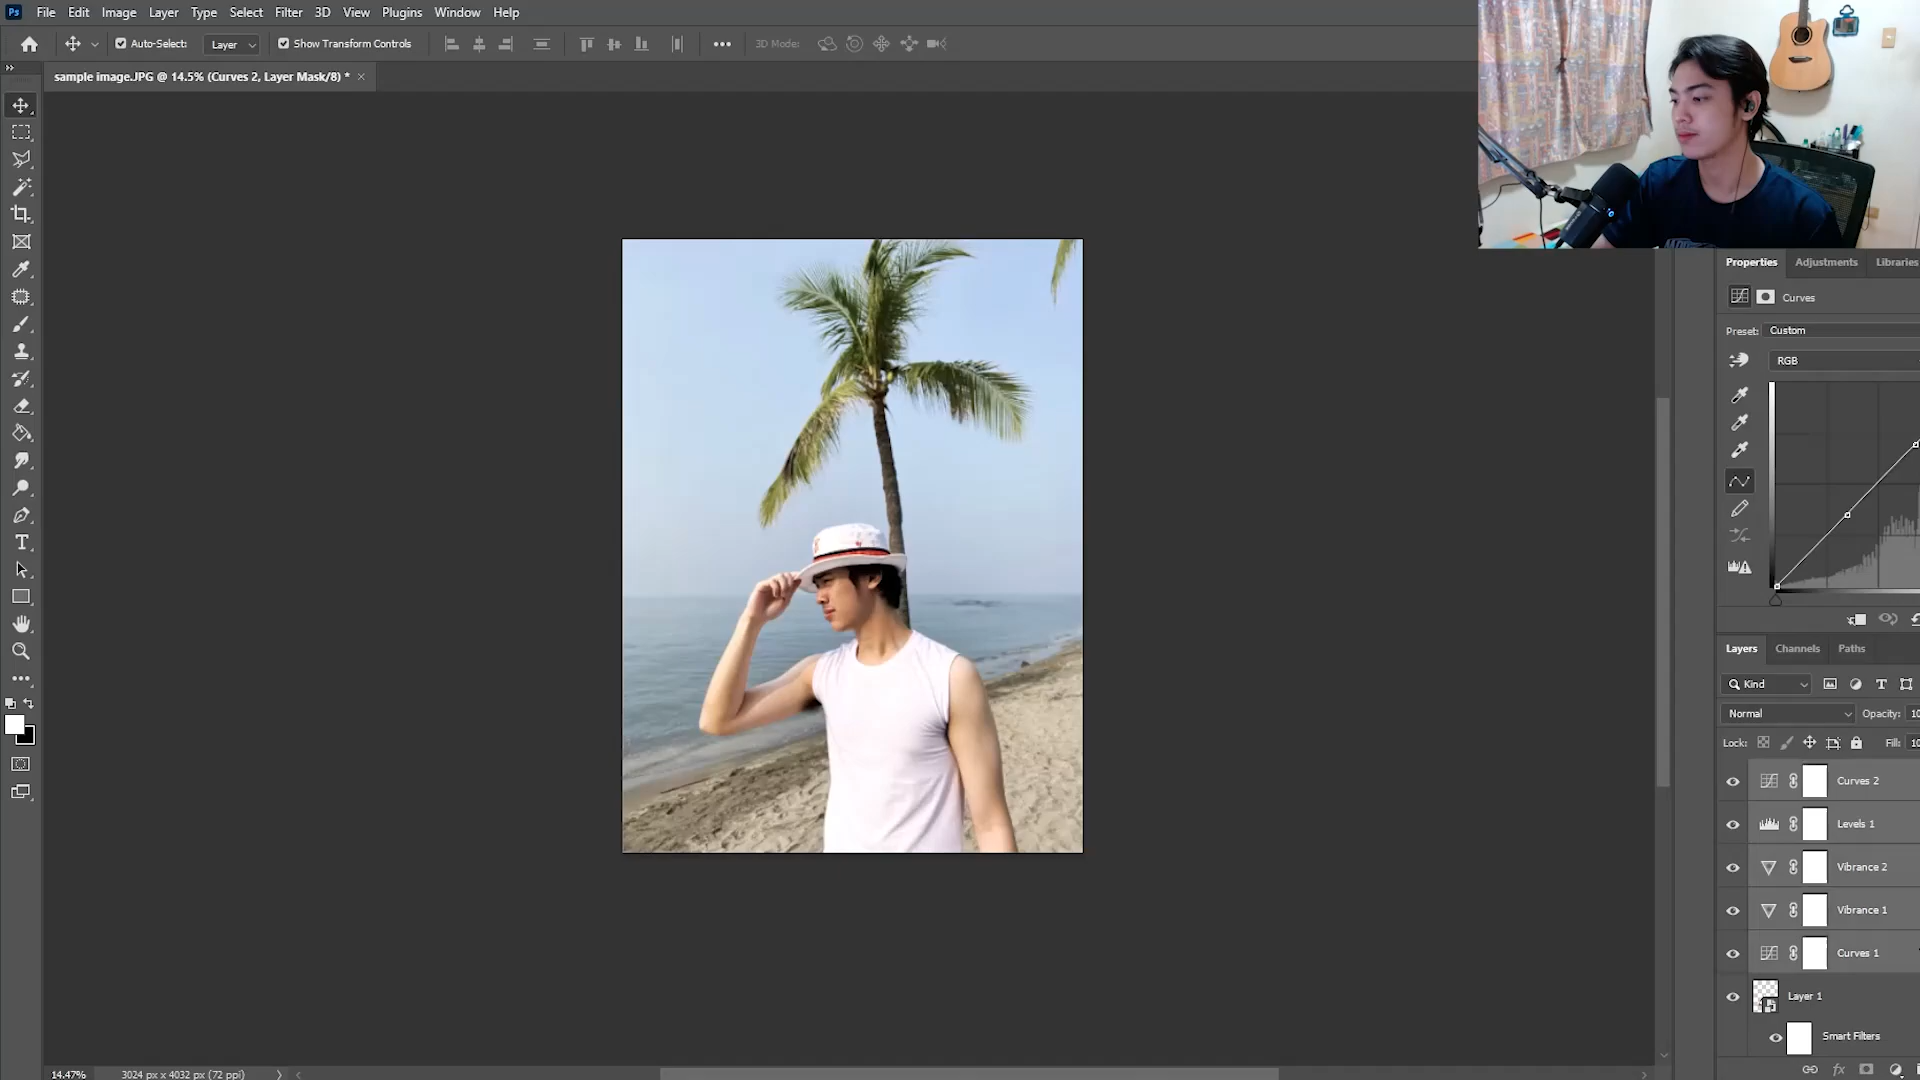 Ps File Edit Image Layer Type Select Filter 3D View Plugins Window Help
Auto-Select: Layer Show Transform Controls 3D Mode:
sample image.JPG @ 14.5% (Curves 2, Layer Mask/8) *
Properties Adjustments Libraries
Curves
Preset: Custom
RGB
Layers Channels Paths
Kind
Normal Opacity: 10
Lock: Fill: 10
Curves 2
Levels 1
Vibrance 2
Vibrance 1
Curves 1
Layer 1
Smart Filters
fx
14.47% 3024 px x 4032 px (72 ppi)